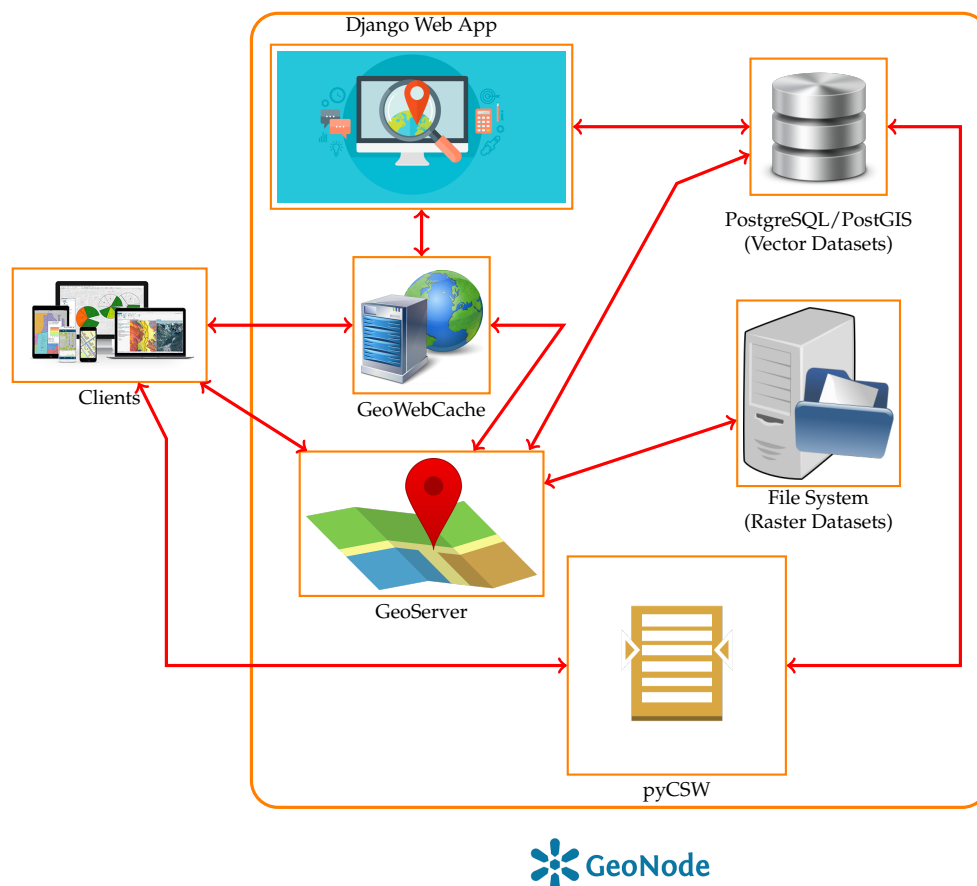 Django Web App
PostgreSQL/PostGIS
(Vector Datasets)
Clients
GeoWebCache
File System
(Raster Datasets)
GeoServer
pyCSW
GeoNode